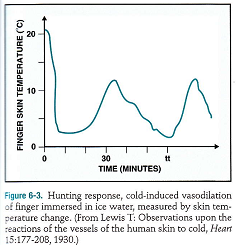 FINGER SKIN TEMPERATURE (°C)
20
10
0
0
30
tt
TIME (MINUTES)
Figure 6-3. Hunting response, cold-induced vasodilation
of finger immersed in ice water, measured by skin tem-
perature change. (From Lewis T: Observations upon the
reactions of the vessels of the human skin to cold, Heart
15:177-208, 1930.)